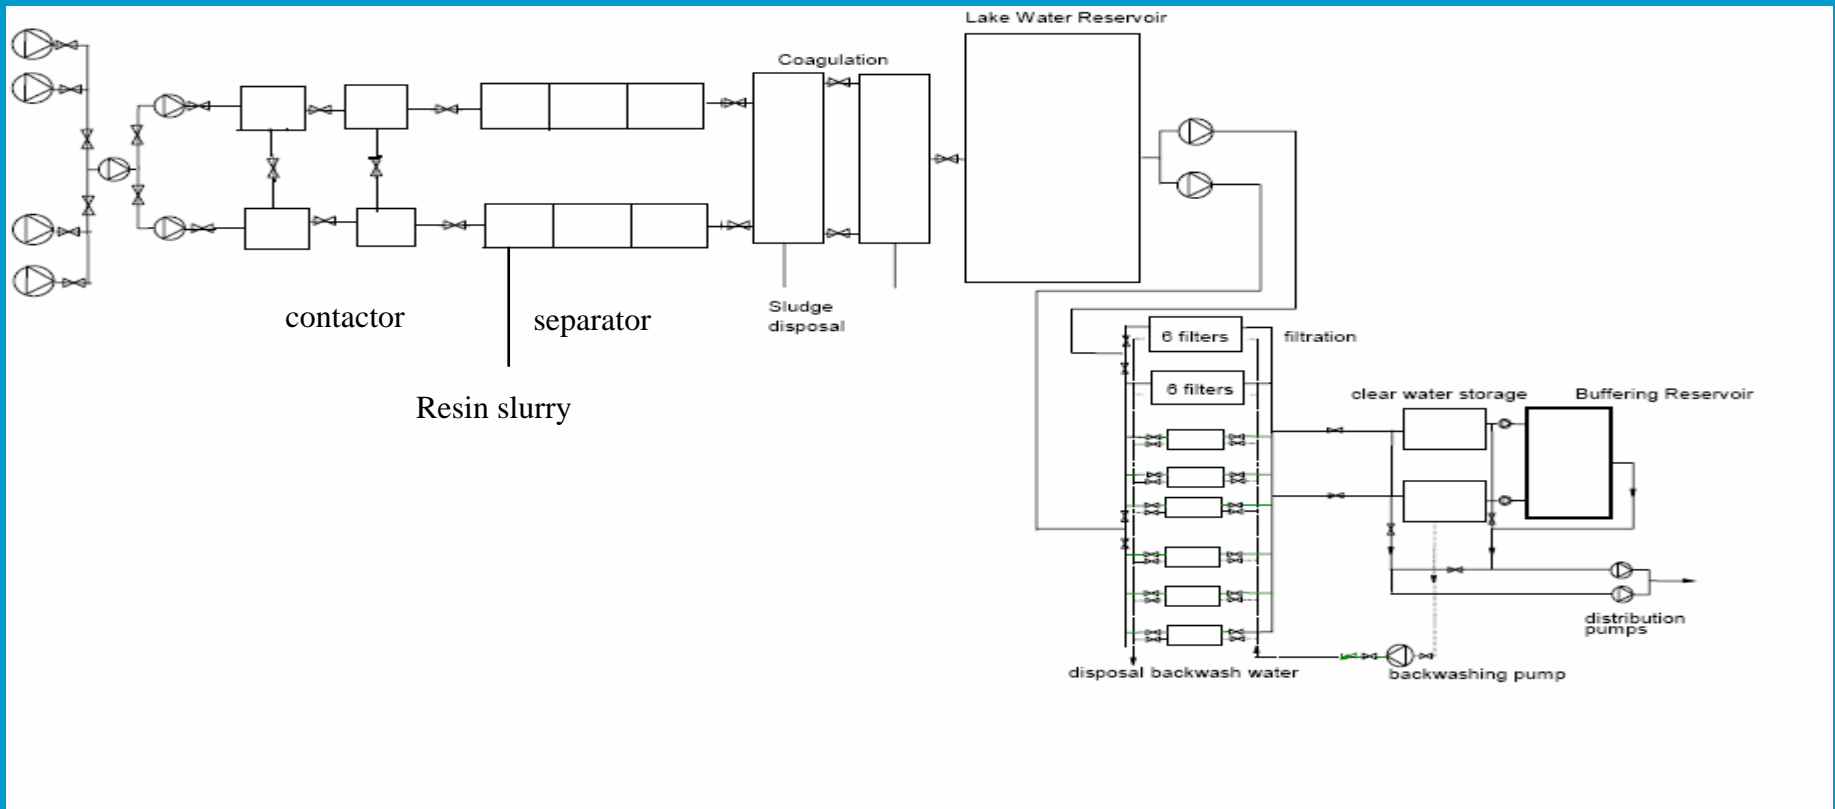 Lake Water Reservoir
Coagulation
contactor
separator
Sludge
disposal
Resin slurry
6 filters
filtration
6 filters
clear water storage
Buffering Reservoir
distribution
pumps
disposal backwash water
backwashing pump